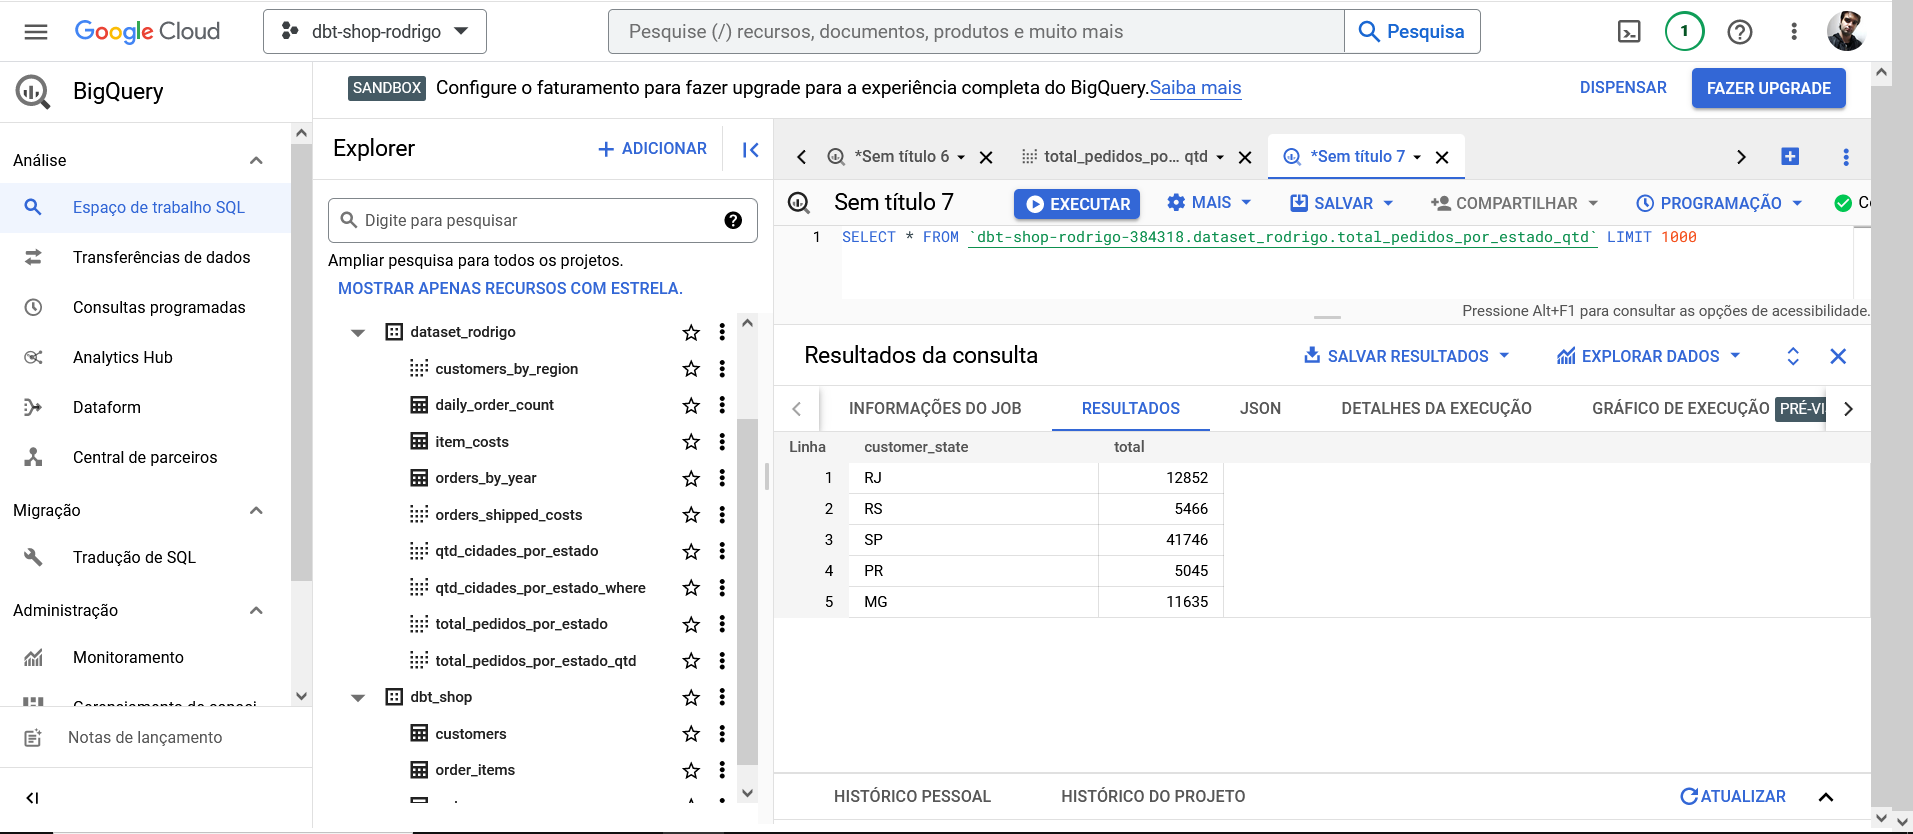 Google Cloud
dbt-shop-rodrigo
Pesquise (/) recursos, documentos, produtos e muito mais
Pesquisa
1
BigQuery
SANDBOX Configure o faturamento para fazer upgrade para a experiência completa do BigQuery. Saiba mais
DISPENSAR
FAZER UPGRADE
Análise
Espaço de trabalho SQL
Transferências de dados
Consultas programadas
Analytics Hub
Dataform
Central de parceiros
Migração
Tradução de SQL
Administração
Monitoramento
Notas de lançamento
Explorer
ADICIONAR
Digite para pesquisar
Ampliar pesquisa para todos os projetos.
MOSTRAR APENAS RECURSOS COM ESTRELA.
dataset_rodrigo
customers_by_region
daily_order_count
item_costs
orders_by_year
orders_shipped_costs
qtd_cidades_por_estado
qtd_cidades_por_estado_where
total_pedidos_por_estado
total_pedidos_por_estado_qtd
dbt_shop
customers
order_items
*Sem título 6
total_pedidos_po... qtd
*Sem título 7
Sem título 7
EXECUTAR
MAIS
SALVAR
COMPARTILHAR
PROGRAMAÇÃO
1 SELECT * FROM `dbt-shop-rodrigo-384318.dataset_rodrigo.total_pedidos_por_estado_qtd` LIMIT 1000
Pressione Alt+F1 para consultar as opções de acessibilidade.
Resultados da consulta
SALVAR RESULTADOS
EXPLORAR DADOS
INFORMAÇÕES DO JOB
RESULTADOS
JSON
DETALHES DA EXECUÇÃO
GRÁFICO DE EXECUÇÃO
PRÉ-VI
Linha customer_state total
1 RJ 12852
2 RS 5466
3 SP 41746
4 PR 5045
5 MG 11635
HISTÓRICO PESSOAL
HISTÓRICO DO PROJETO
ATUALIZAR